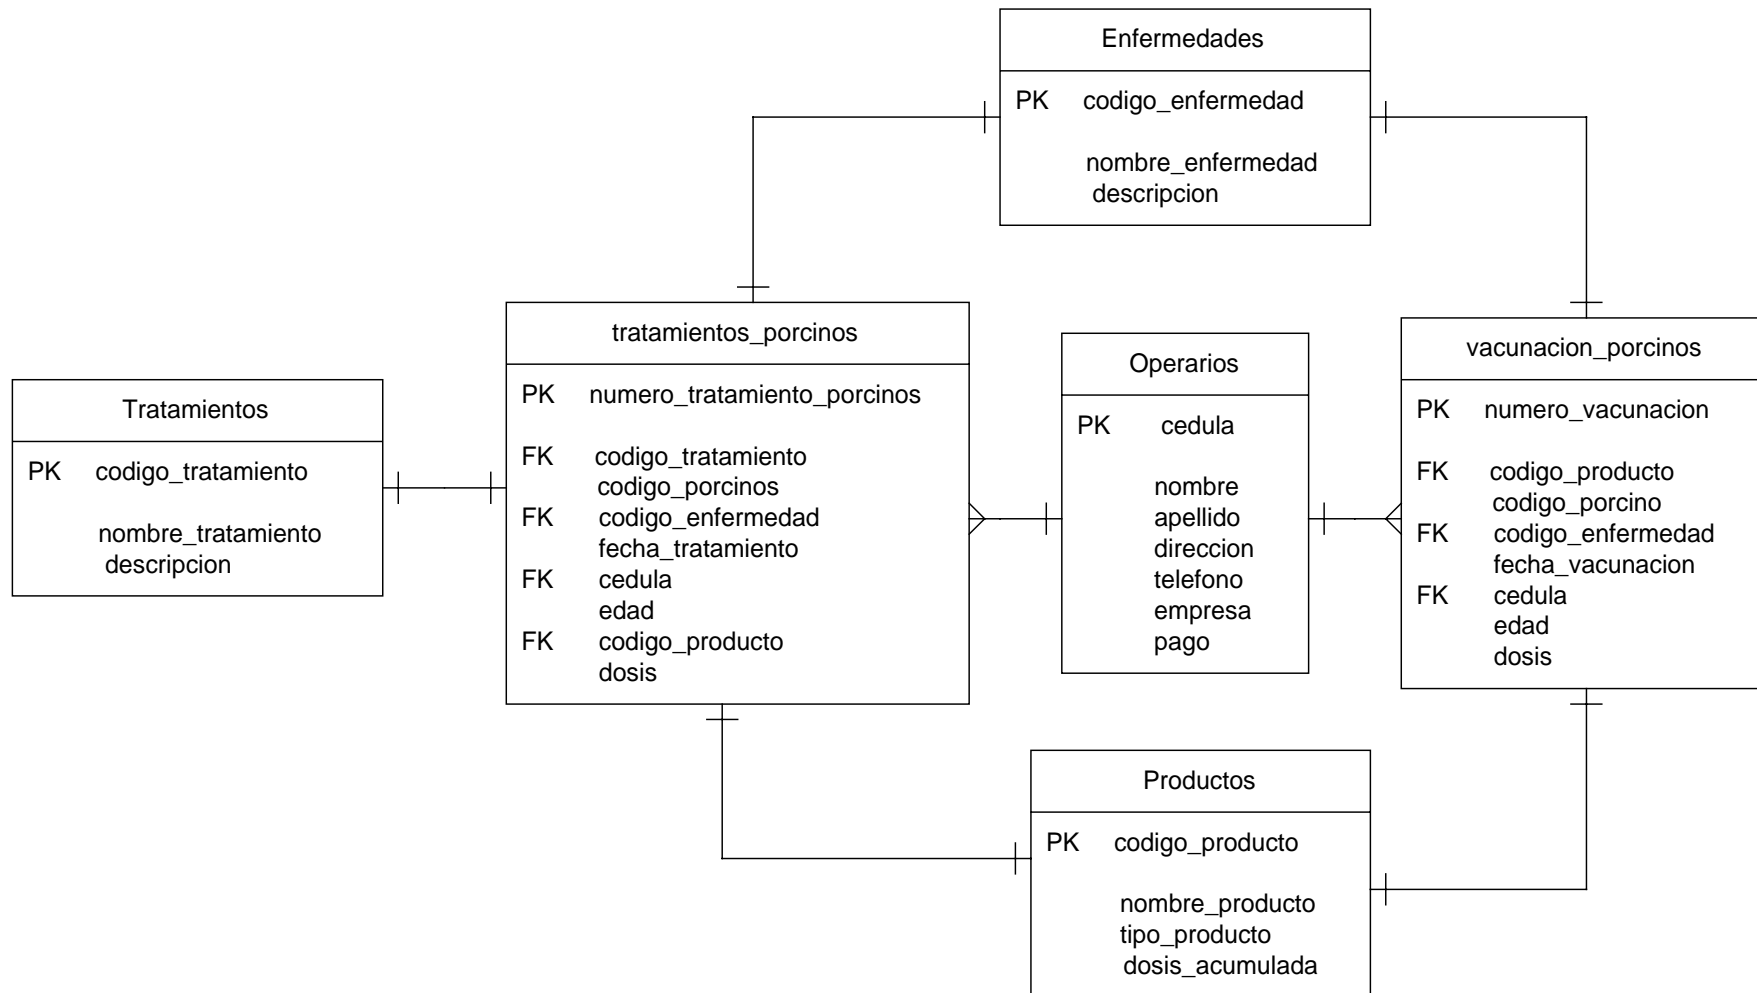 Enfermedades
PK codigo_enfermedad
nombre_enfermedad
descripcion
Tratamientos
PK codigo_tratamiento
nombre_tratamiento
descripcion
tratamientos_porcinos
PK numero_tratamiento_porcinos
FK codigo_tratamiento
codigo_porcinos
FK codigo_enfermedad
fecha_tratamiento
FK cedula
edad
FK codigo_producto
dosis
Operarios
PK cedula
nombre
apellido
direccion
telefono
empresa
pago
vacunacion_porcinos
PK numero_vacunacion
FK codigo_producto
codigo_porcino
FK codigo_enfermedad
fecha_vacunacion
FK cedula
edad
dosis
Productos
PK codigo_producto
nombre_producto
tipo_producto
dosis_acumulada